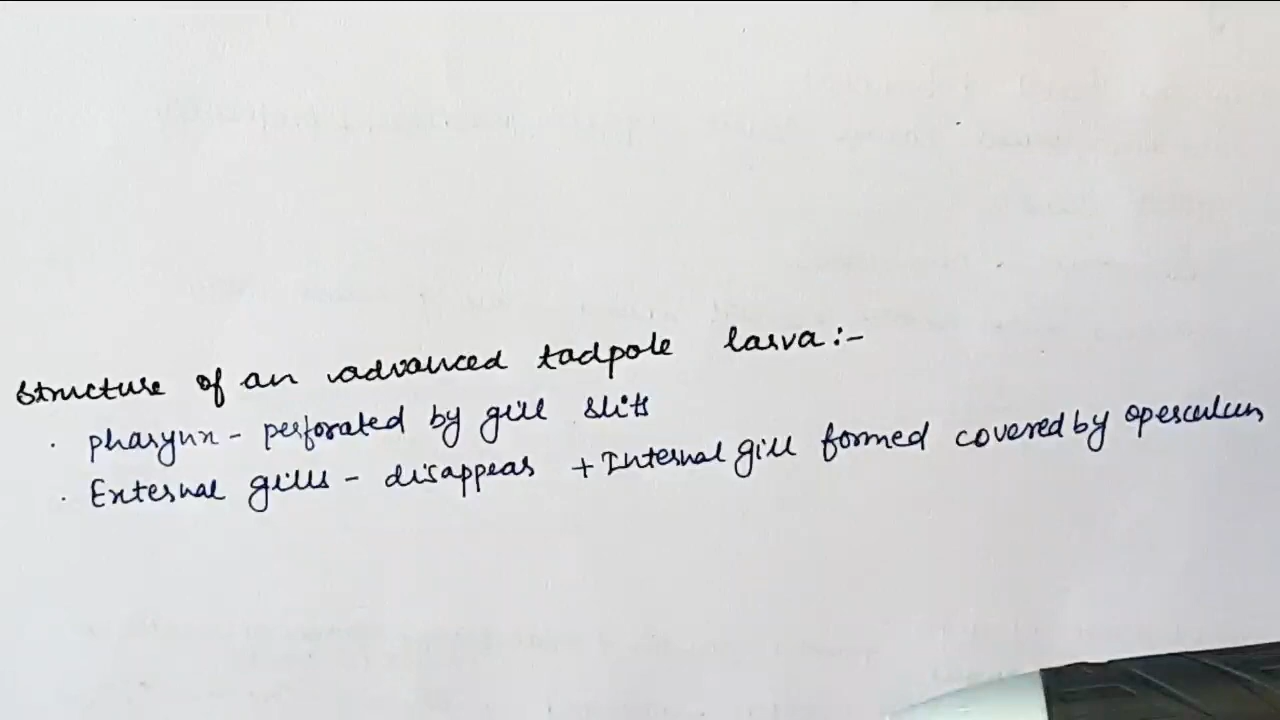 Structure of an advanced tadpole larva:-
· pharynx - perforated by gill slits
· External gills - disappear + Internal gill formed covered by operculum